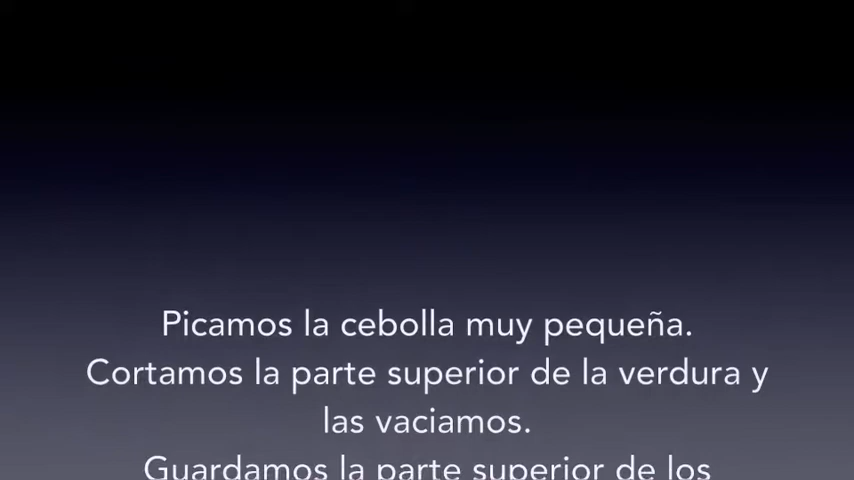 Picamos la cebolla muy pequeña.
Cortamos la parte superior de la verdura y
las vaciamos.
Guardamos la parte superior de los